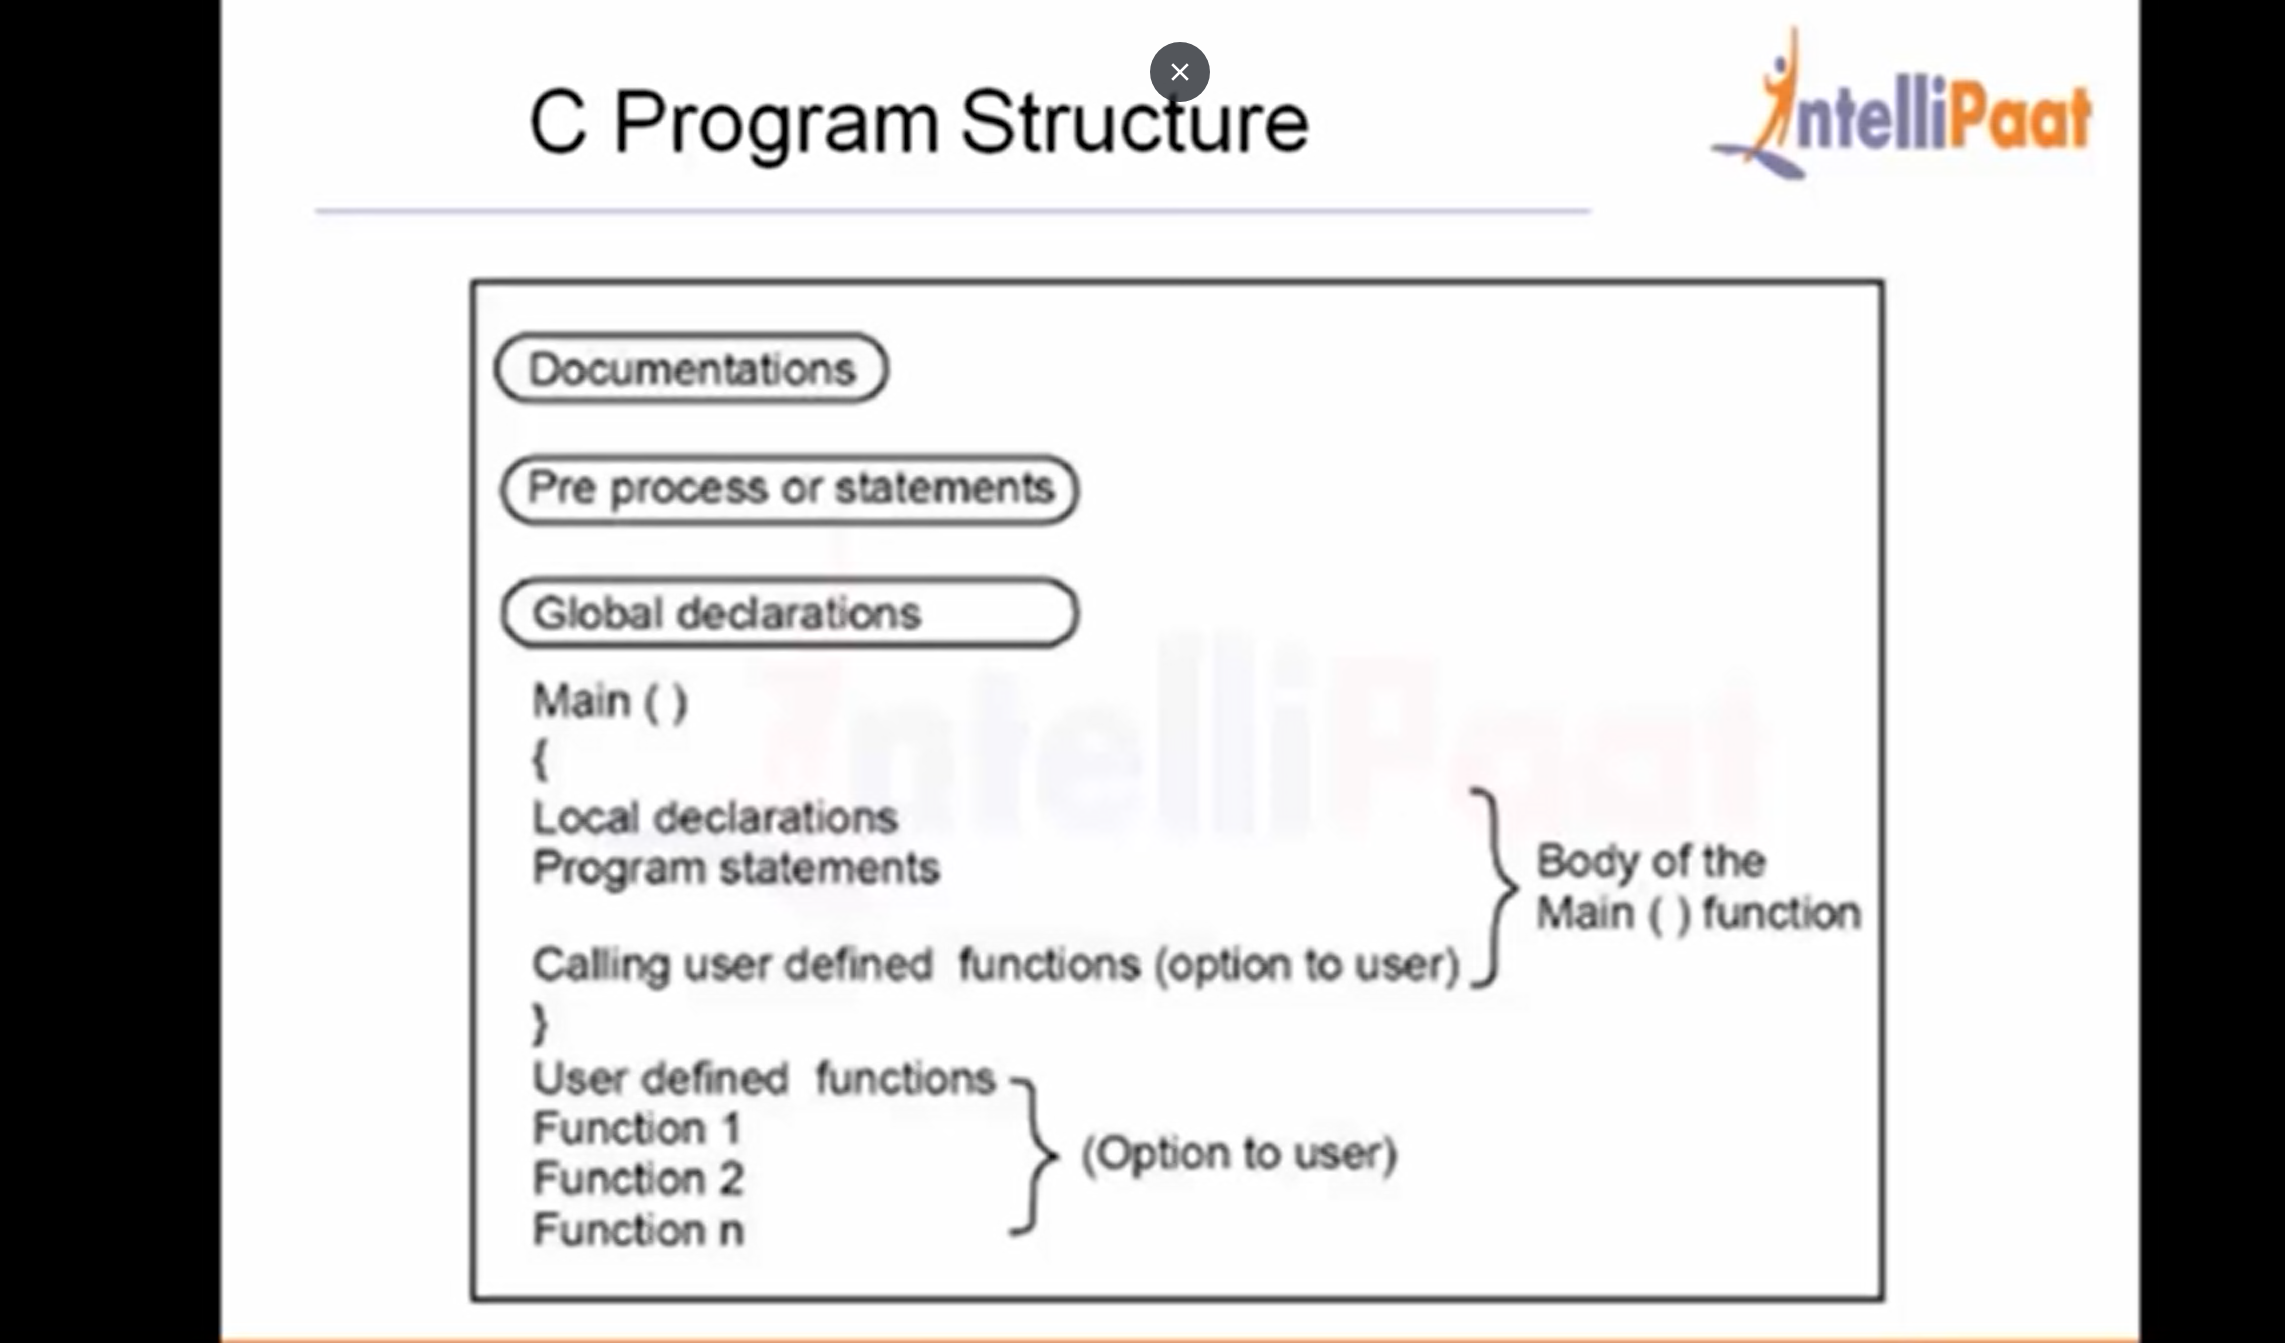 C Program Structure
IntelliPaat
Documentations
Pre process or statements
Global declarations
Main ( )
{
Local declarations
Program statements
Body of the
Main ( ) function
Calling user defined functions (option to user)
}
User defined functions
Function 1
(Option to user)
Function 2
Function n
IntelliPaat